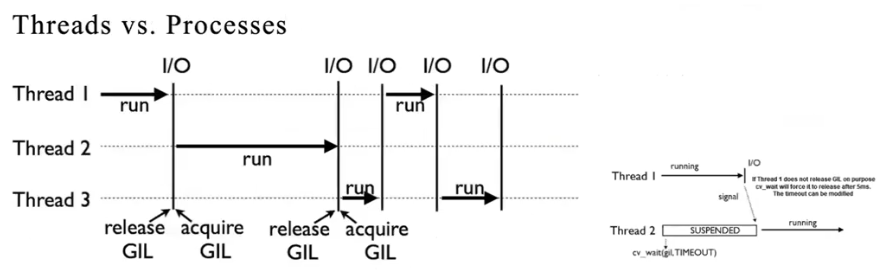 Threads vs. Processes
I/O I/O I/O I/O I/O
Thread 1
run
run
Thread 2
run
Thread 3
run
run
release
GIL
acquire
GIL
release
GIL
acquire
GIL
Thread 1
running
I/O
If Thread 1 does not release GIL on purpose
cv_wait will force it to release after 5ms.
The timeout can be modified
signal
Thread 2
SUSPENDED
running
cv_wait(gil,TIMEOUT)